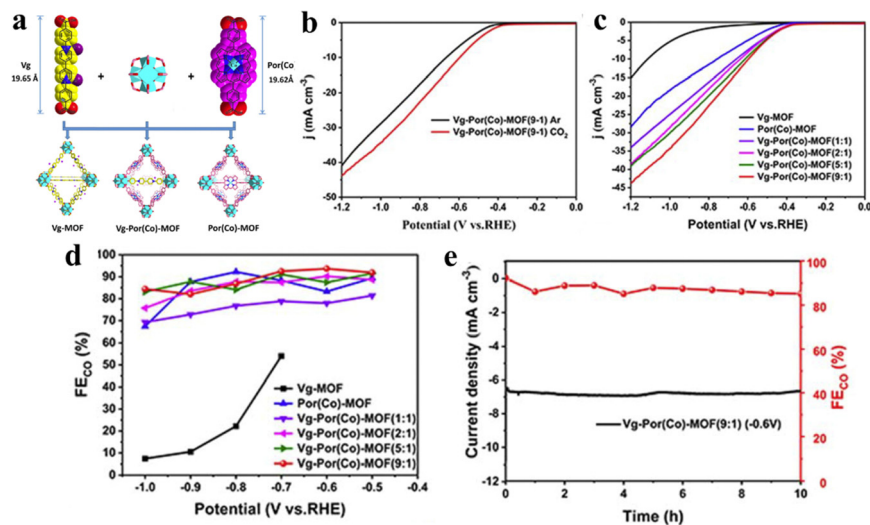 a
Vg
19.65 Å
+
+
Por(Co
19.62Å
Vg-MOF
Vg-Por(Co)-MOF
Por(Co)-MOF
b
j (mA cm⁻³)
0
-10
-20
-30
-40
-50
Vg-Por(Co)-MOF(9-1) Ar
Vg-Por(Co)-MOF(9-1) CO₂
-1.2
-1.0
-0.8
-0.6
-0.4
-0.2
0.0
Potential (V vs.RHE)
c
j (mA cm⁻³)
0
-5
-10
-15
-20
-25
-30
-35
-40
-45
Vg-MOF
Por(Co)-MOF
Vg-Por(Co)-MOF(1:1)
Vg-Por(Co)-MOF(2:1)
Vg-Por(Co)-MOF(5:1)
Vg-Por(Co)-MOF(9:1)
-1.2
-1.0
-0.8
-0.6
-0.4
-0.2
0.0
Potential (V vs.RHE)
d
FE_CO (%)
100
90
80
70
60
50
40
30
20
10
0
Vg-MOF
Por(Co)-MOF
Vg-Por(Co)-MOF(1:1)
Vg-Por(Co)-MOF(2:1)
Vg-Por(Co)-MOF(5:1)
Vg-Por(Co)-MOF(9:1)
-1.0
-0.9
-0.8
-0.7
-0.6
-0.5
Potential (V vs.RHE)
e
Current density (mA cm⁻³)
0
-2
-4
-6
-7
-9
-12
Vg-Por(Co)-MOF(9:1) (-0.6V)
100
80
60
40
20
0
FE_CO (%)
0
2
4
6
8
10
Time (h)